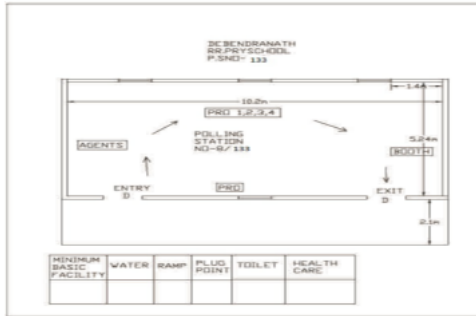 DEBENDRANATH
RR.PRYSCHOOL
P.SNO- 133
1.4m
10.2m
PRO 1,2,3,4
POLLING
STATION
NO-8/133
5.24m
AGENTS
BOOTH
ENTRY
D
PRO
EXIT
D
2.1m
MINIMUM
BASIC
FACILITY
WATER
RAMP
PLUG
POINT
TOILET
HEALTH
CARE